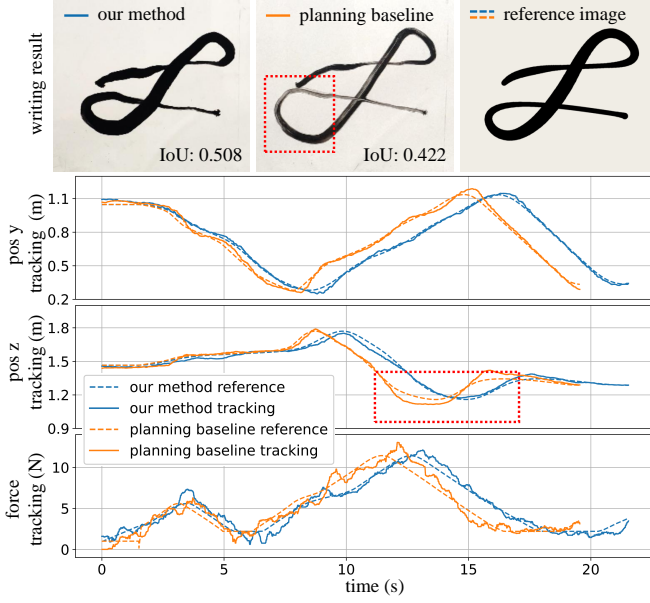 our method
planning baseline
reference image
writing result
IoU: 0.508
IoU: 0.422
pos y
tracking (m)
1.1
0.8
0.5
0.2
pos z
tracking (m)
1.8
1.5
1.2
0.9
our method reference
our method tracking
planning baseline reference
planning baseline tracking
force
tracking (N)
10
5
0
0
5
10
15
20
time (s)